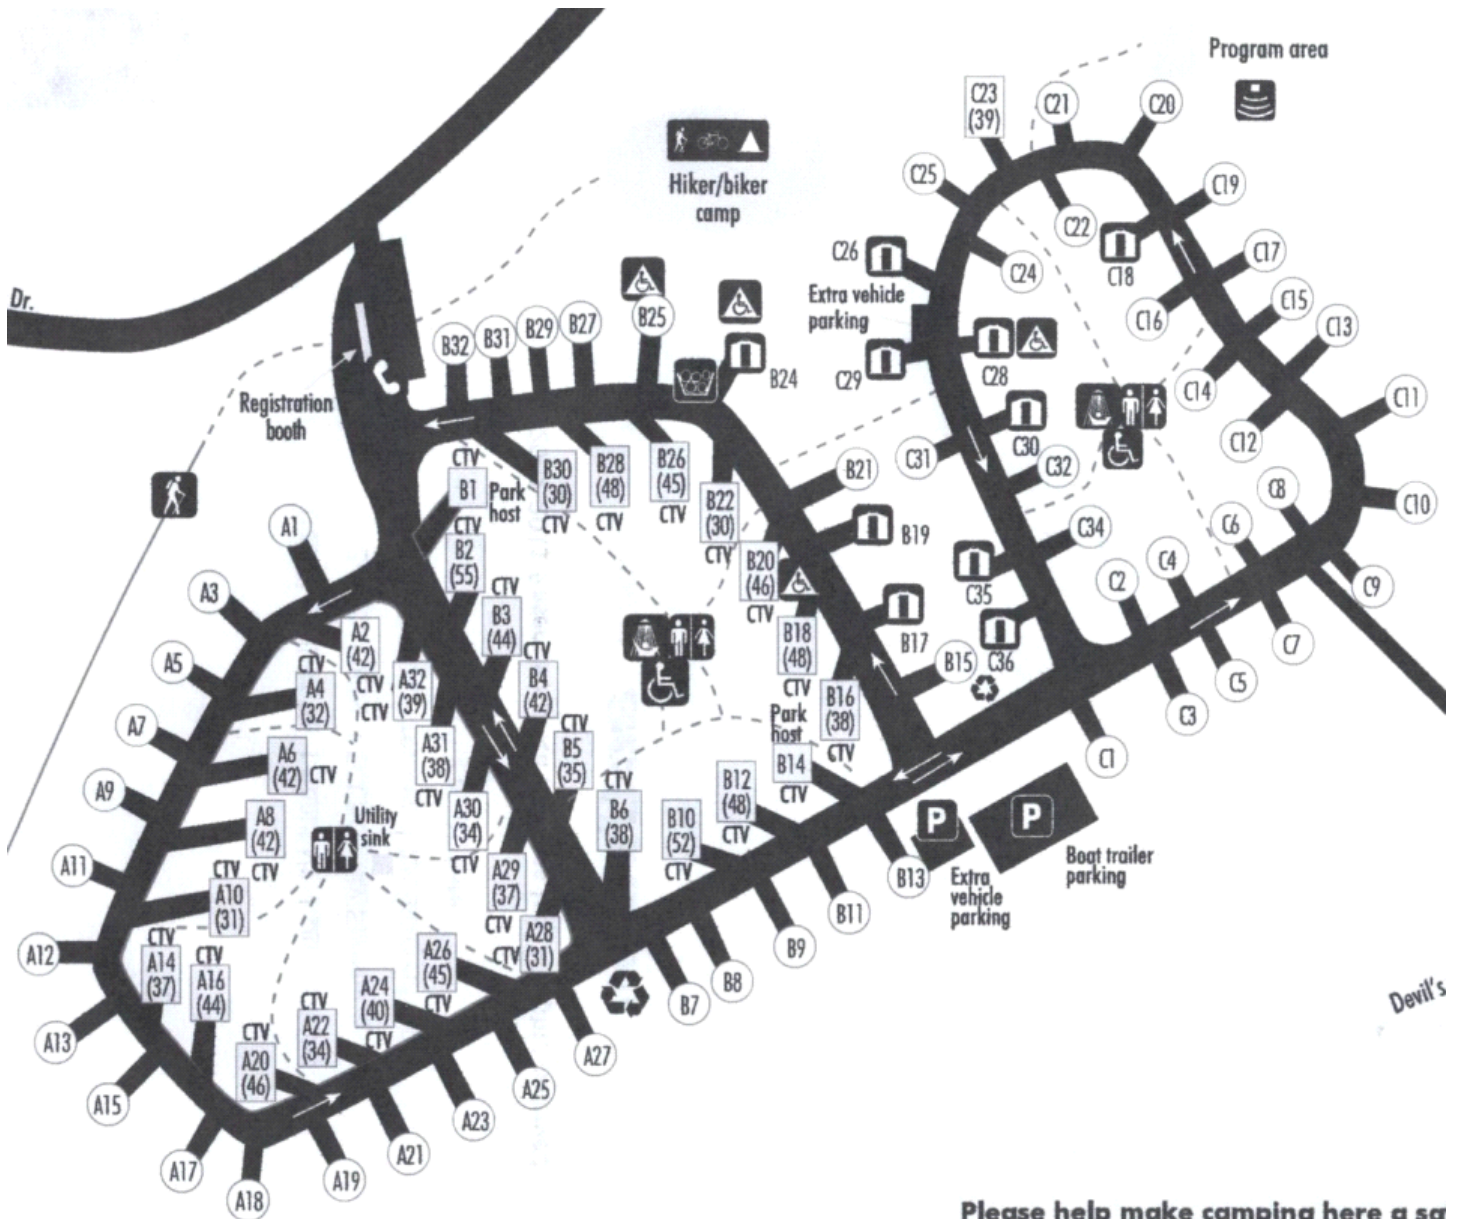 Program area
C23
(39)
C21
C20
Hiker/biker
camp
C25
C19
C22
C26
C18
C17
C24
Dr.
Extra vehicle
parking
C15
C16
B32
B31
B29
B27
B25
C13
B24
C29
C28
C14
C11
Registration
booth
C30
C12
C31
C32
CTV
B1
Park
host
B30
(30)
CTV
B28
(48)
CTV
B26
(45)
CTV
B22
(30)
CTV
B21
C8
C10
A1
CTV
B2
(55)
B19
C34
C6
B20
(46)
CTV
C35
C2
C4
C9
A3
CTV
B3
(44)
B17
C7
A2
(42)
CTV
B18
(48)
CTV
C36
B15
C5
A5
CTV
A4
(32)
A32
(39)
CTV
CTV
B4
(42)
B16
(38)
CTV
C3
A7
Park
host
B14
CTV
C1
A6
(42)
CTV
A31
(38)
CTV
CTV
B5
(35)
A9
CTV
B6
(38)
B12
(48)
CTV
A8
(42)
CTV
Utility
sink
A30
(34)
CTV
B10
(52)
CTV
P
P
Boat trailer
parking
A11
CTV
A10
(31)
A29
(37)
CTV
B13
Extra
vehicle
parking
B11
A12
CTV
A14
(37)
CTV
A16
(44)
A26
(45)
CTV
CTV
A28
(31)
B9
B8
B7
CTV
A24
(40)
CTV
Devil's
CTV
A22
(34)
A13
CTV
A20
(46)
A27
A15
A25
A23
A17
A21
A19
A18
Please help make camping here a sa